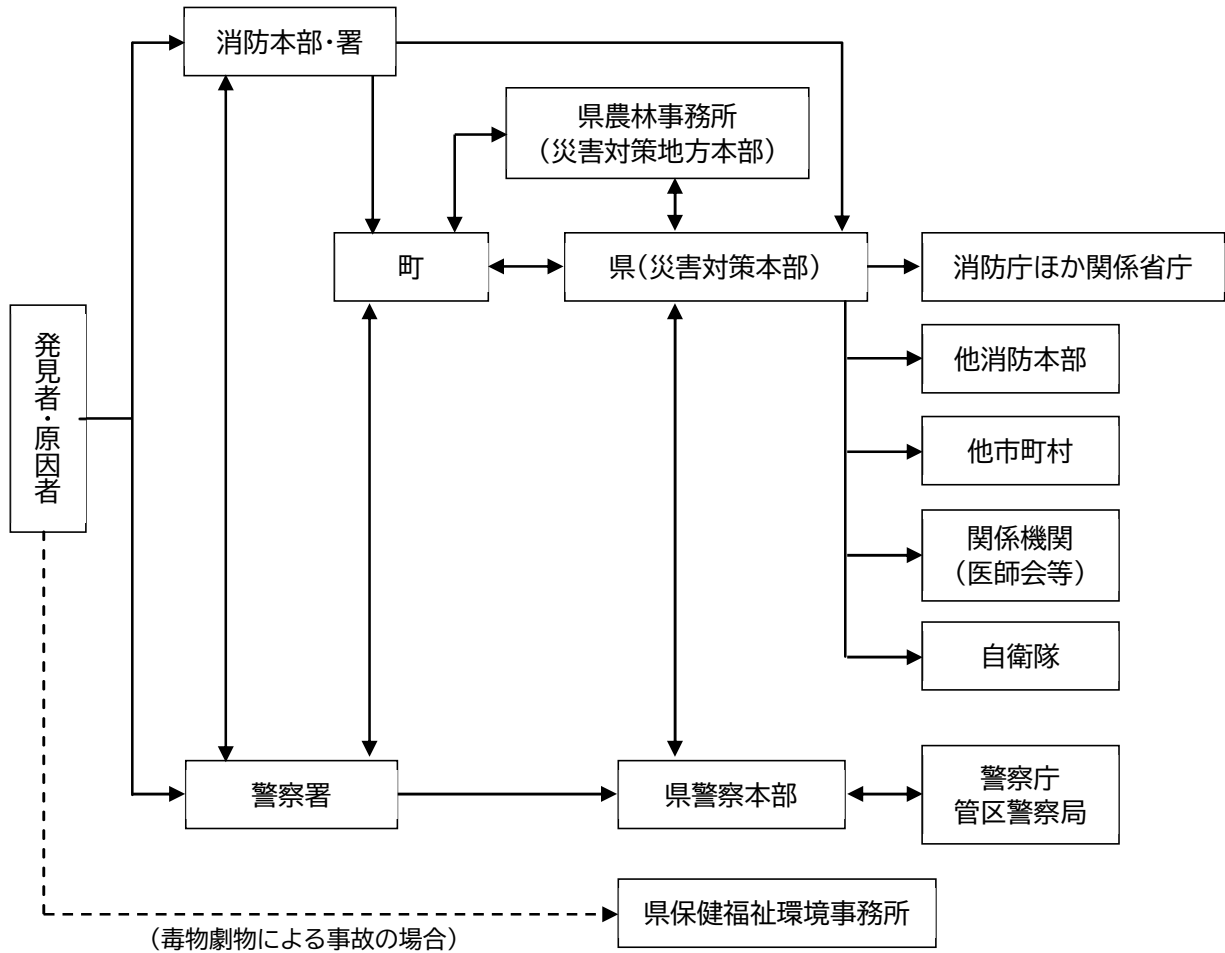 消防本部・署
県農林事務所
（災害対策地方本部）
町
県（災害対策本部）
消防庁ほか関係省庁
発見者・原因者
他消防本部
他市町村
関係機関
（医師会等）
自衛隊
警察署
県警察本部
警察庁
管区警察局
県保健福祉環境事務所
（毒物劇物による事故の場合）